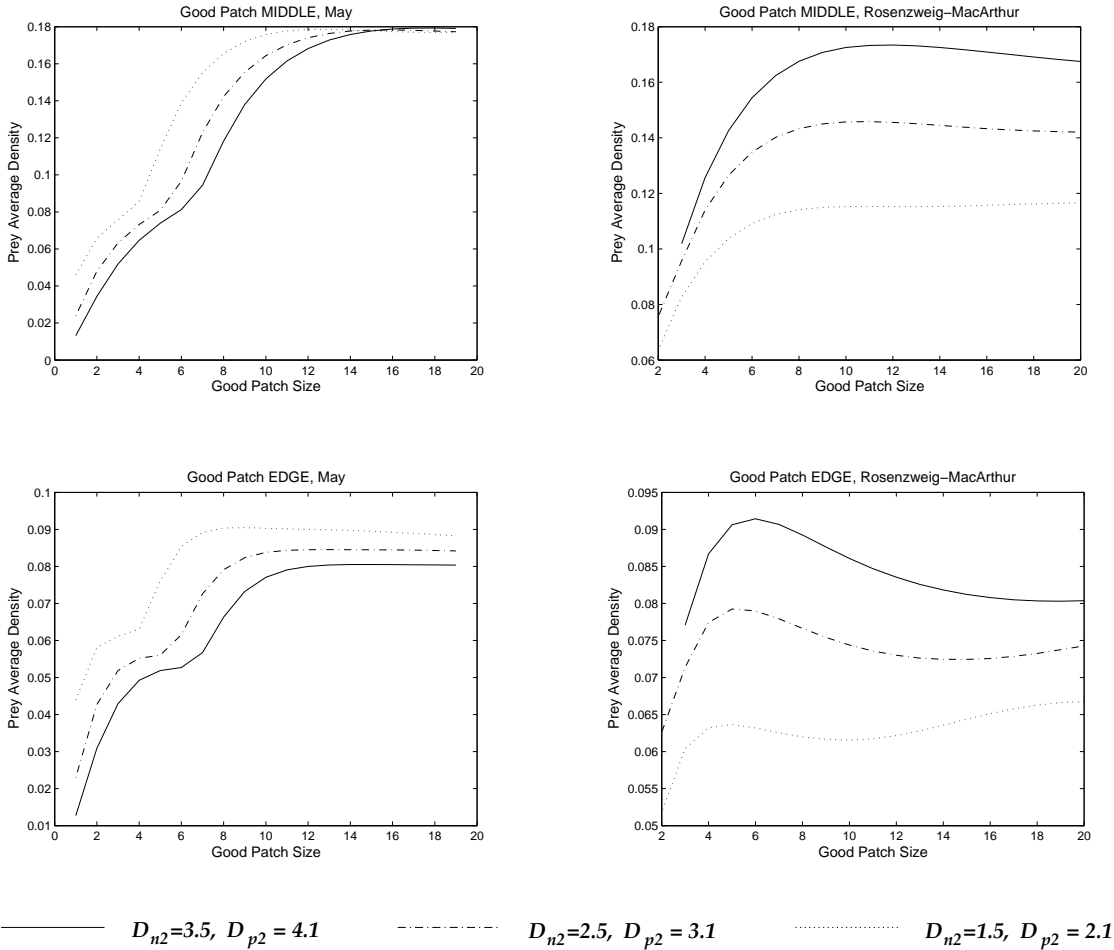 Good Patch MIDDLE, May
0.18
0.16
0.14
0.12
0.1
0.08
0.06
0.04
0.02
0
Prey Average Density
0 2 4 6 8 10 12 14 16 18 20
Good Patch Size
Good Patch MIDDLE, Rosenzweig−MacArthur
0.18
0.16
0.14
0.12
0.1
0.08
0.06
Prey Average Density
2 4 6 8 10 12 14 16 18 20
Good Patch Size
Good Patch EDGE, May
0.1
0.09
0.08
0.07
0.06
0.05
0.04
0.03
0.02
0.01
Prey Average Density
0 2 4 6 8 10 12 14 16 18 20
Good Patch Size
Good Patch EDGE, Rosenzweig−MacArthur
0.095
0.09
0.085
0.08
0.075
0.07
0.065
0.06
0.055
0.05
Prey Average Density
2 4 6 8 10 12 14 16 18 20
Good Patch Size
D_n2=3.5, D_p2 = 4.1
D_n2=2.5, D_p2 = 3.1
D_n2=1.5, D_p2 = 2.1